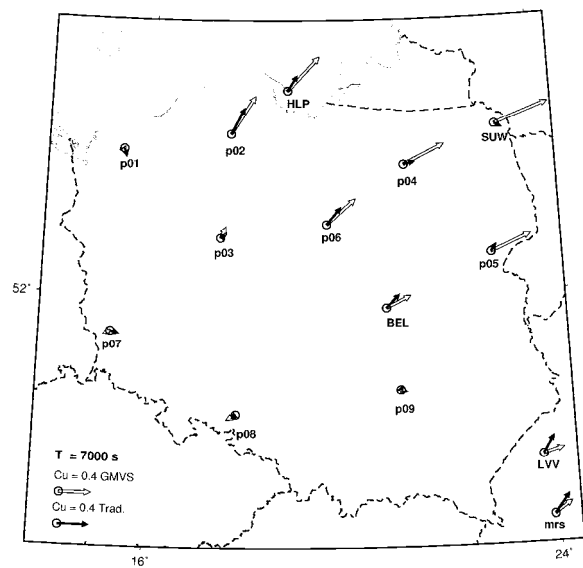 HLP
SUW
p02
p01
p04
p06
p03
p05
52°
BEL
p07
p09
p08
T = 7000 s
Cu = 0.4 GMVS
LVV
Cu = 0.4 Trad.
mrs
16°
24°